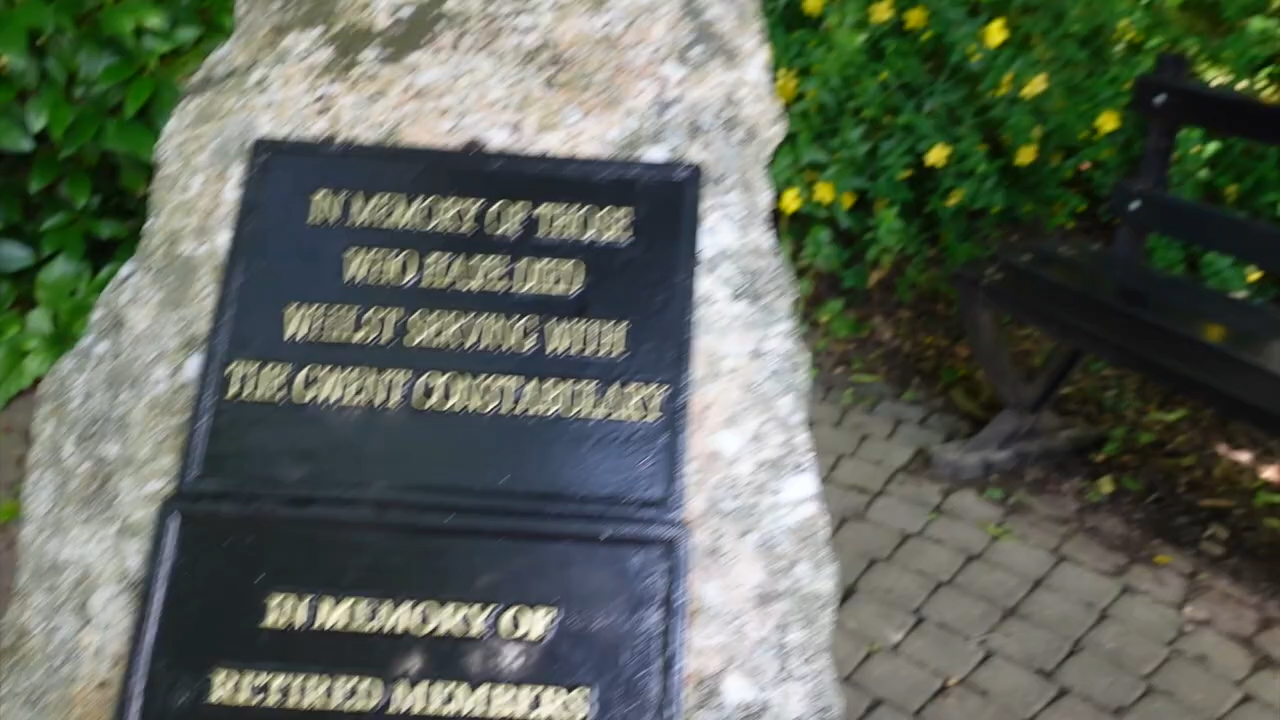 IN MEMORY OF THOSE
WHO HAVE DIED
WHILST SERVING WITH
THE GWENT CONSTABULARY
IN MEMORY OF
RETIRED MEMBERS